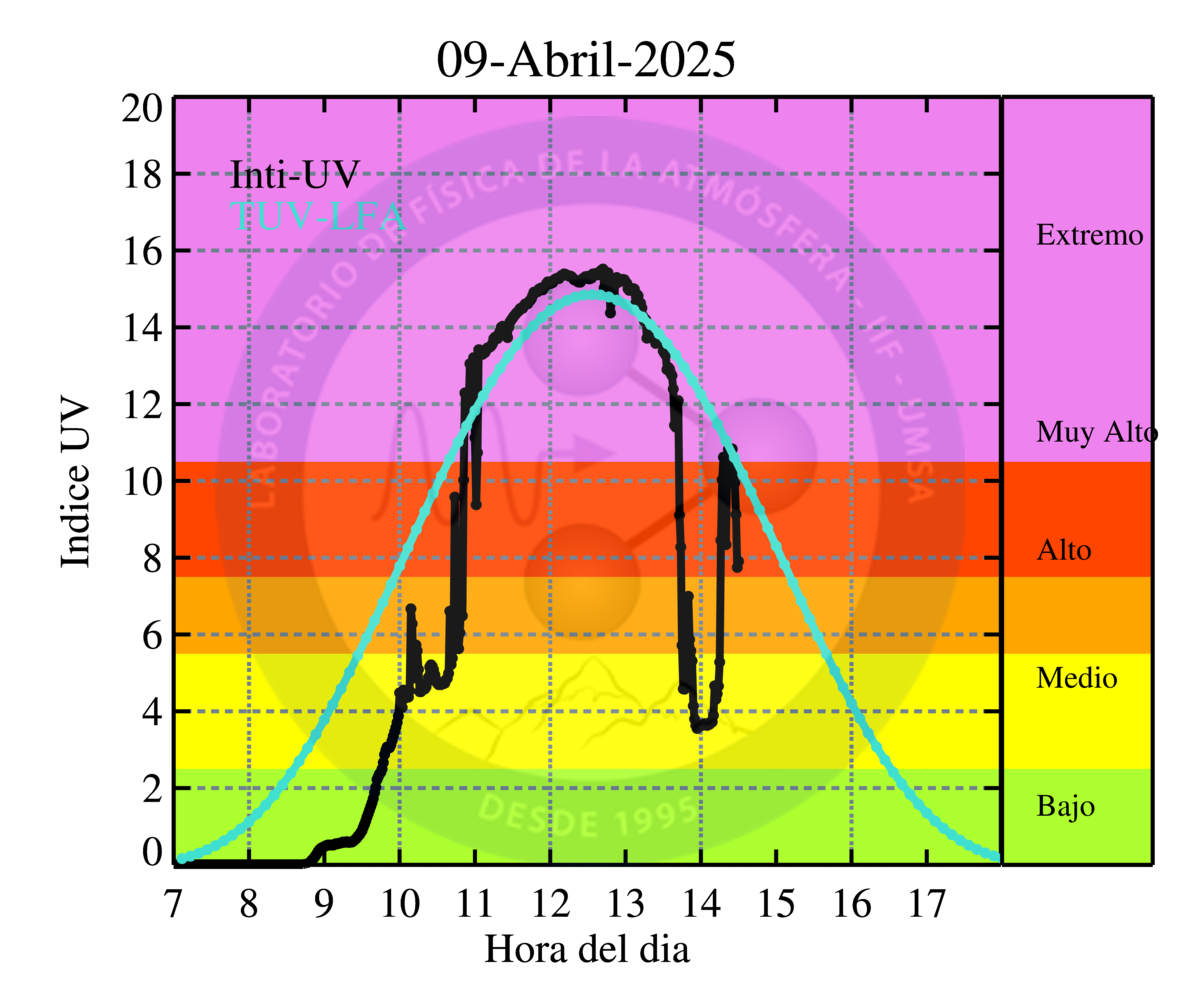 09-Abril-2025
20
18
16
14
12
10
8
6
4
2
0
Indice UV
Inti-UV
TUV-LFA
LABORATORIO DE FÍSICA DE LA ATMÓSFERA - IIF - UMSA
DESDE 1995
Extremo
Muy Alto
Alto
Medio
Bajo
7 8 9 10 11 12 13 14 15 16 17
Hora del dia